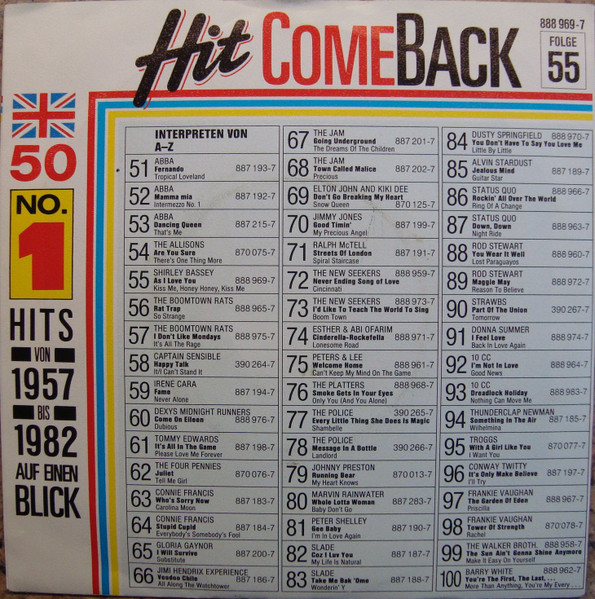 Hit COMEBACK
888 969-7
FOLGE
55
50
NO.
1
HITS
VON
1957
BIS
1982
AUF EINEN
BLICK
INTERPRETEN VON
A–Z
51 ABBA
Fernando 887 193-7
Tropical Loveland
52 ABBA
Mamma mia 887 192-7
Intermezzo No. 1
53 ABBA
Dancing Queen 887 215-7
That's Me
54 THE ALLISONS
Are You Sure 870 075-7
There's One Thing More
55 SHIRLEY BASSEY
As I Love You 888 969-7
Kiss Me, Honey Honey, Kiss Me
56 THE BOOMTOWN RATS
Rat Trap 888 965-7
So Strange
57 THE BOOMTOWN RATS
I Don't Like Mondays
It's All The Rage 888 975-7
58 CAPTAIN SENSIBLE
Happy Talk 390 264-7
It/I Can't Stand It
59 IRENE CARA
Fame 887 194-7
Never Alone
60 DEXYS MIDNIGHT RUNNERS
Come On Eileen 888 976-7
Dubious
61 TOMMY EDWARDS
It's All In The Game 887 198-7
Please Love Me Forever
62 THE FOUR PENNIES
Juliet 870 076-7
Tell Me Girl
63 CONNIE FRANCIS
Who's Sorry Now 887 183-7
Carolina Moon
64 CONNIE FRANCIS
Stupid Cupid 887 184-7
Everybody's Somebody's Fool
65 GLORIA GAYNOR
I Will Survive 887 200-7
Substitute
66 JIMI HENDRIX EXPERIENCE
Voodoo Chile 887 186-7
All Along The Watchtower
67 THE JAM
Going Underground 887 201-7
The Dreams Of The Children
68 THE JAM
Town Called Malice 887 202-7
Precious
69 ELTON JOHN AND KIKI DEE
Don't Go Breaking My Heart
Snow Queen 870 125-7
70 JIMMY JONES
Good Timin' 887 199-7
My Precious Angel
71 RALPH McTELL
Streets Of London 887 191-7
Spiral Staircase
72 THE NEW SEEKERS 888 959-7
Never Ending Song of Love
Cincinnati
73 THE NEW SEEKERS 888 973-7
I'd Like To Teach The World To Sing
Boom Town
74 ESTHER & ABI OFARIM
Cinderella-Rockefella 888 971-7
Lonesome Road
75 PETERS & LEE
Welcome Home 888 961-7
Can't Keep My Mind On The Game
76 THE PLATTERS 888 968-7
Smoke Gets In Your Eyes
Only You (And You Alone)
77 THE POLICE 390 265-7
Every Little Thing She Does Is Magic
Shambelle
78 THE POLICE
Message In A Bottle 390 266-7
Landlord
79 JOHNNY PRESTON
Running Bear 870 013-7
My Heart Knows
80 MARVIN RAINWATER
Whole Lotta Woman 887 283-7
Baby Don't Go
81 PETER SHELLEY
Gee Baby 887 190-7
I'm In Love Again
82 SLADE
Coz I Luv You 887 187-7
My Life Is Natural
83 SLADE
Take Me Bak 'Ome 887 188-7
Wonderin' Y
84 DUSTY SPRINGFIELD 888 970-7
You Don't Have To Say You Love Me
Little By Little
85 ALVIN STARDUST
Jealous Mind 887 189-7
Guitar Star
86 STATUS QUO 888 966-7
Rockin' All Over The World
Ring Of A Change
87 STATUS QUO
Down, Down 888 963-7
Night Ride
88 ROD STEWART
You Wear It Well 888 960-7
Lost Paraguayos
89 ROD STEWART
Maggie May 888 972-7
Reason To Believe
90 STRAWBS
Part Of The Union 390 267-7
Tomorrow
91 DONNA SUMMER
I Feel Love 888 974-7
Back In Love Again
92 10 CC
I'm Not In Love 888 964-7
Good News
93 10 CC
Dreadlock Holiday 888 983-7
Nothing Can Move Me
94 THUNDERCLAP NEWMAN
Something In The Air 887 185-7
Wilhelmina
95 TROGGS
With A Girl Like You 870 077-7
I Want You
96 CONWAY TWITTY
It's Only Make Believe 887 197-7
I'll Try
97 FRANKIE VAUGHAN
The Garden Of Eden 888 967-7
Priscilla
98 FRANKIE VAUGHAN
Tower Of Strength 870 078-7
Rachel
99 THE WALKER BROTH. 888 958-7
The Sun Ain't Gonna Shine Anymore
Make It Easy On Yourself
100 BARRY WHITE 888 962-7
You're The First, The Last, ...
More Than Anything, You're My Every ...